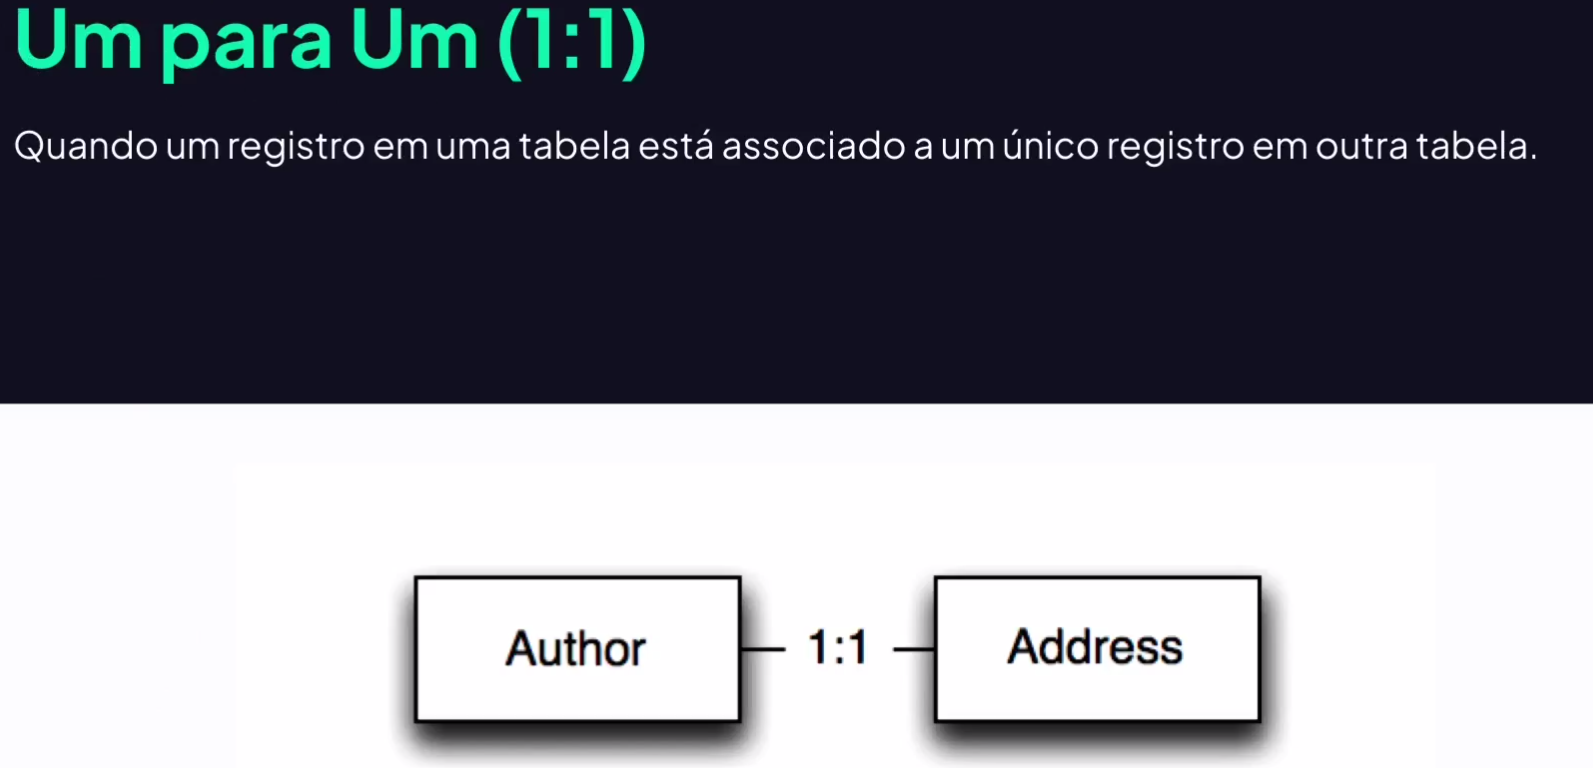 Um para Um (1:1)
Quando um registro em uma tabela está associado a um único registro em outra tabela.
Author 1:1 Address